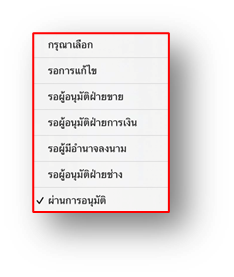 กรุณาเลือก
รอการแก้ไข
รอผู้อนุมัติฝ่ายขาย
รอผู้อนุมัติฝ่ายการเงิน
รอผู้มีอำนาจลงนาม
รอผู้อนุมัติฝ่ายช่าง
✓ ผ่านการอนุมัติ